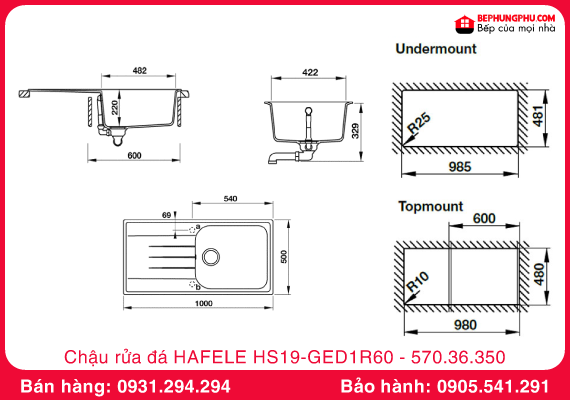 BEPHUNGPHU.COM
Bếp của mọi nhà
482
220
600
422
329
Undermount
R25
481
985
540
69
a
b
500
1000
Topmount
600
R10
480
980
Chậu rửa đá HAFELE HS19-GED1R60 - 570.36.350
Bán hàng: 0931.294.294
Bảo hành: 0905.541.291